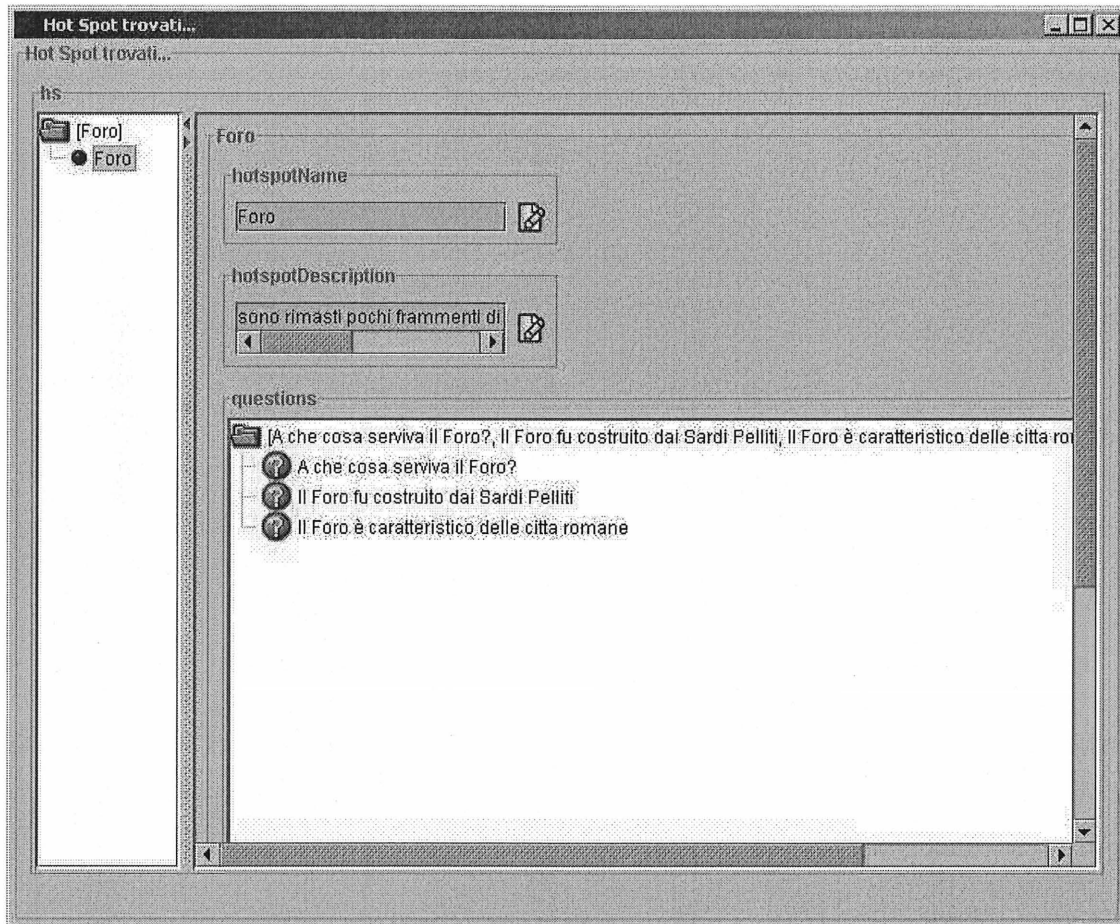 Hot Spot trovati...
Hot Spot trovati...
hs
[Foro]
Foro
Foro
hotspotName
Foro
hotspotDescription
sono rimasti pochi frammenti di
questions
[A che cosa serviva il Foro?, Il Foro fu costruito dai Sardi Pelliti, Il Foro è caratteristico delle citta ro
A che cosa serviva il Foro?
Il Foro fu costruito dai Sardi Pelliti
Il Foro è caratteristico delle citta romane